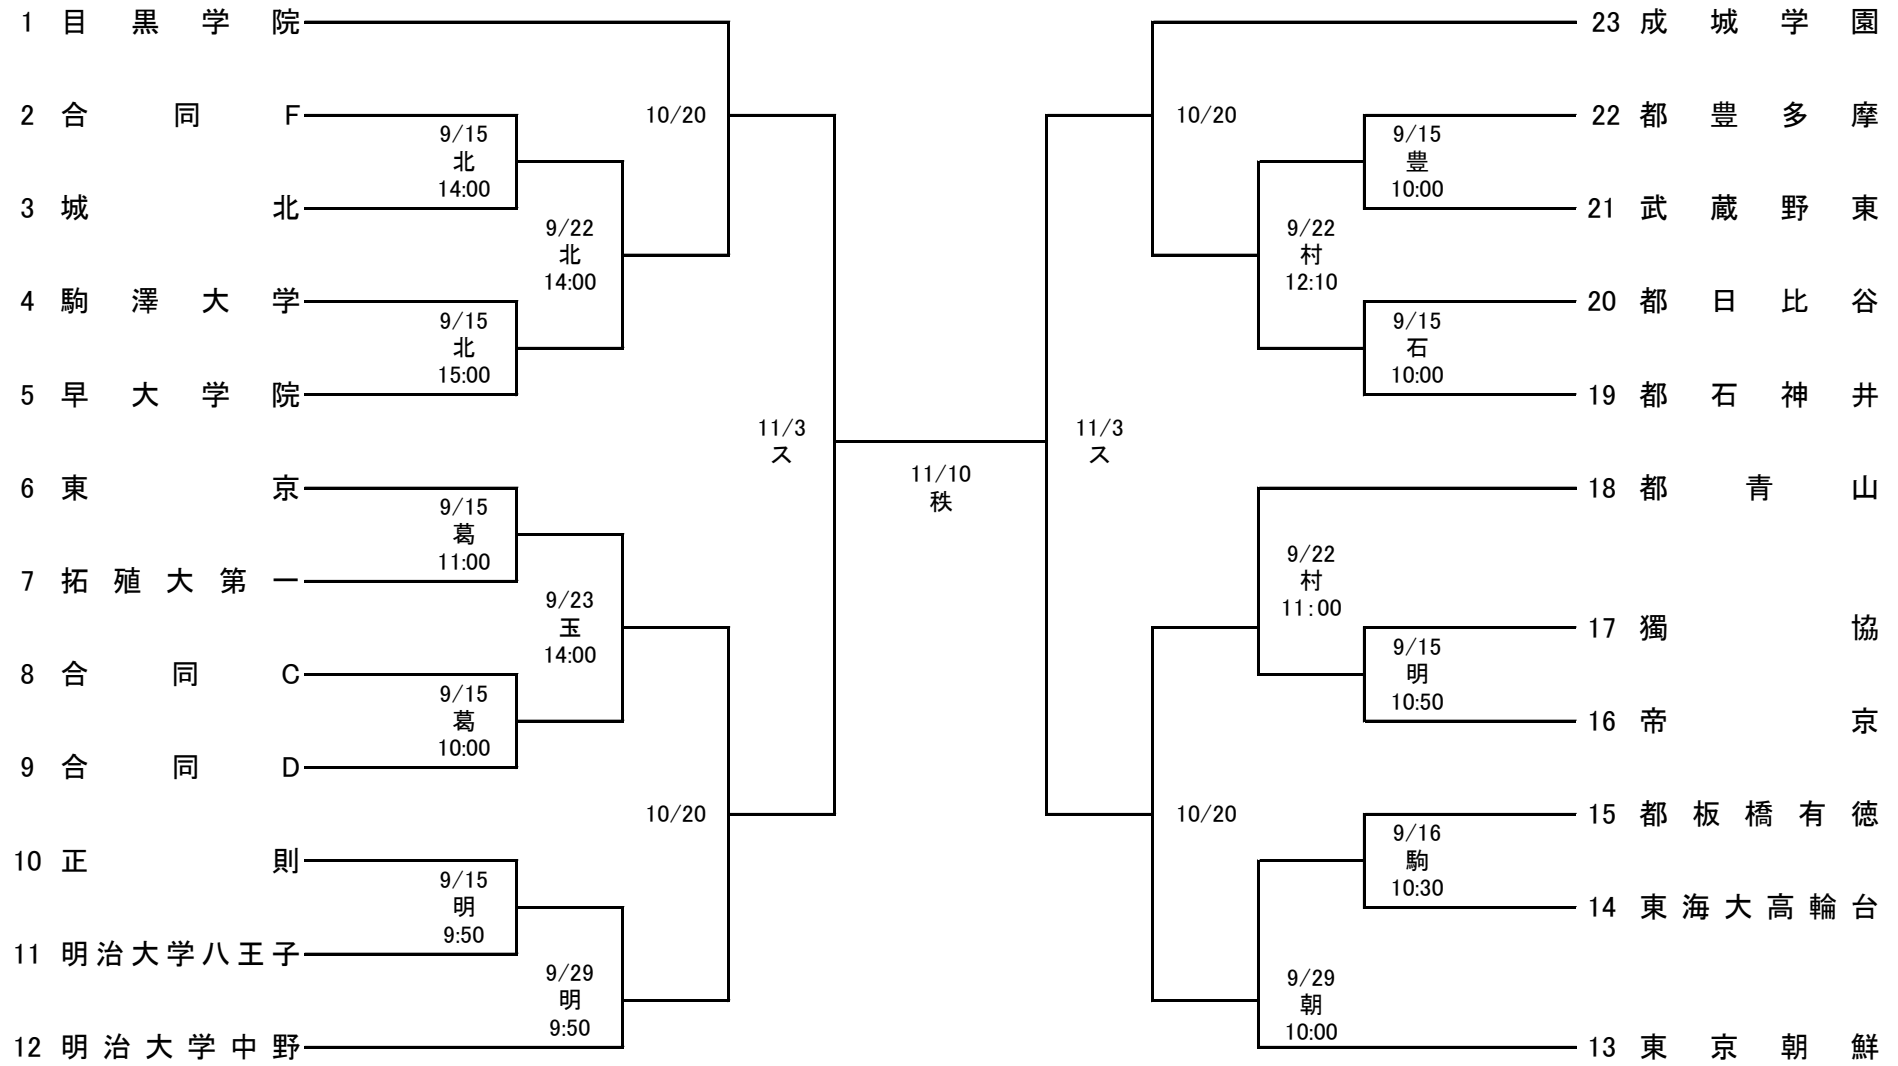 1 目黒学院
2 合同F
3 城北
4 駒澤大学
5 早大学院
6 東京
7 拓殖大第一
8 合同C
9 合同D
10 正則
11 明治大学八王子
12 明治大学中野
9/15
北
14:00
9/15
北
15:00
9/15
葛
11:00
9/15
葛
10:00
9/15
明
9:50
9/22
北
14:00
9/23
玉
14:00
9/29
明
9:50
10/20
10/20
11/3
ス
11/10
秩
11/3
ス
10/20
10/20
9/22
村
12:10
9/22
村
11:00
9/29
朝
10:00
9/15
豊
10:00
9/15
石
10:00
9/15
明
10:50
9/16
駒
10:30
23 成城学園
22 都豊多摩
21 武蔵野東
20 都日比谷
19 都石神井
18 都青山
17 獨協
16 帝京
15 都板橋有徳
14 東海大高輪台
13 東京朝鮮